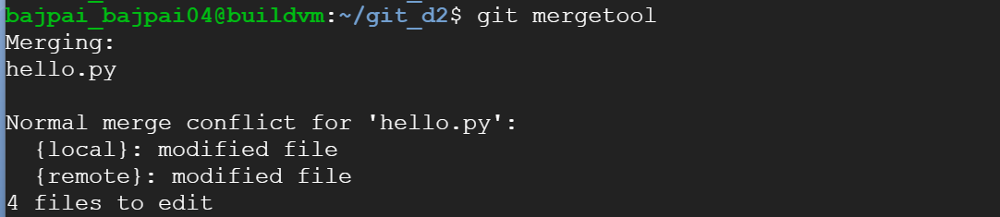 bajpai_bajpai04@buildvm:~/git_d2$ git mergetool
Merging:
hello.py
Normal merge conflict for 'hello.py':
  {local}: modified file
  {remote}: modified file
4 files to edit